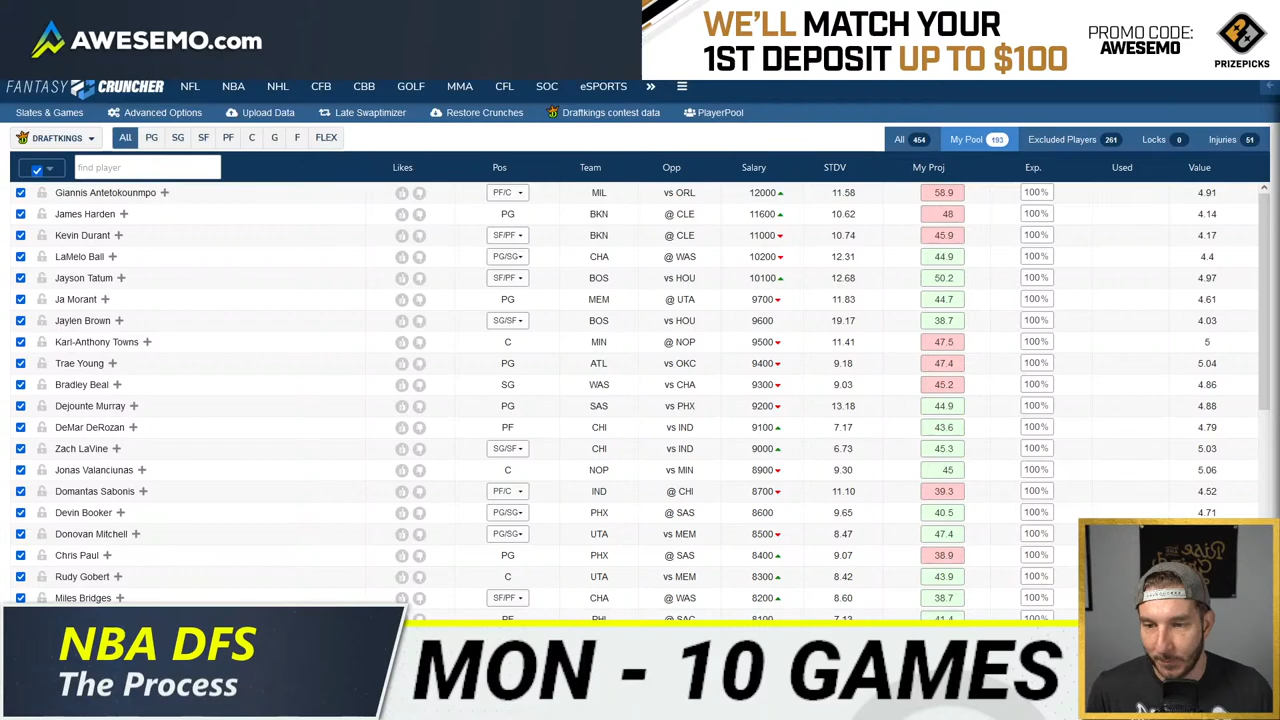 AWESEMO.com
WE'LL MATCH YOUR
1ST DEPOSIT UP TO $100
PROMO CODE:
AWESEMO
PRIZEPICKS
FANTASY CRUNCHER NFL NBA NHL CFB CBB GOLF MMA CFL SOC eSPORTS »
Slates & Games Advanced Options Upload Data Late Swaptimizer Restore Crunches Draftkings contest data PlayerPool
DRAFTKINGS All PG SG SF PF C G F FLEX All 454 My Pool 193 Excluded Players 261 Locks 0 Injuries 51
find player Likes Pos Team Opp Salary STDV My Proj Exp. Used Value
Giannis Antetokounmpo PF/C MIL vs ORL 12000 11.58 58.9 100% 4.91
James Harden PG BKN @ CLE 11600 10.62 48 100% 4.14
Kevin Durant SF/PF BKN @ CLE 11000 10.74 45.9 100% 4.17
LaMelo Ball PG/SG CHA @ WAS 10200 12.31 44.9 100% 4.4
Jayson Tatum SF/PF BOS vs HOU 10100 12.68 50.2 100% 4.97
Ja Morant PG MEM @ UTA 9700 11.83 44.7 100% 4.61
Jaylen Brown SG/SF BOS vs HOU 9600 19.17 38.7 100% 4.03
Karl-Anthony Towns C MIN @ NOP 9500 11.41 47.5 100% 5
Trae Young PG ATL vs OKC 9400 9.18 47.4 100% 5.04
Bradley Beal SG WAS vs CHA 9300 9.03 45.2 100% 4.86
Dejounte Murray PG SAS vs PHX 9200 13.18 44.9 100% 4.88
DeMar DeRozan PF CHI vs IND 9100 7.17 43.6 100% 4.79
Zach LaVine SG/SF CHI vs IND 9000 6.73 45.3 100% 5.03
Jonas Valanciunas C NOP vs MIN 8900 9.30 45 100% 5.06
Domantas Sabonis PF/C IND @ CHI 8700 11.10 39.3 100% 4.52
Devin Booker PG/SG PHX @ SAS 8600 9.65 40.5 100% 4.71
Donovan Mitchell PG/SG UTA vs MEM 8500 8.47 47.4 100%
Chris Paul PG PHX @ SAS 8400 9.07 38.9 100%
Rudy Gobert C UTA vs MEM 8300 8.42 43.9 100%
Miles Bridges SF/PF CHA @ WAS 8200 8.60 38.7 100%
NBA DFS
The Process
MON - 10 GAMES